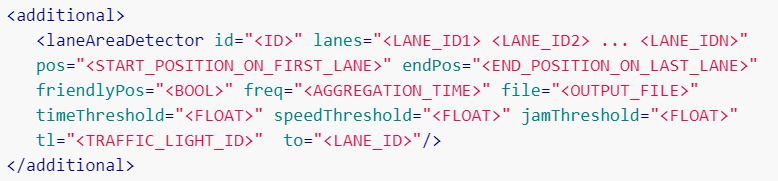 <additional>
<laneAreaDetector id="<ID>" lanes="<LANE_ID1> <LANE_ID2> ... <LANE_IDN>"
pos="<START_POSITION_ON_FIRST_LANE>" endPos="<END_POSITION_ON_LAST_LANE>"
friendlyPos="<BOOL>" freq="<AGGREGATION_TIME>" file="<OUTPUT_FILE>"
timeThreshold="<FLOAT>" speedThreshold="<FLOAT>" jamThreshold="<FLOAT>"
tl="<TRAFFIC_LIGHT_ID>"  to="<LANE_ID>"/>
</additional>